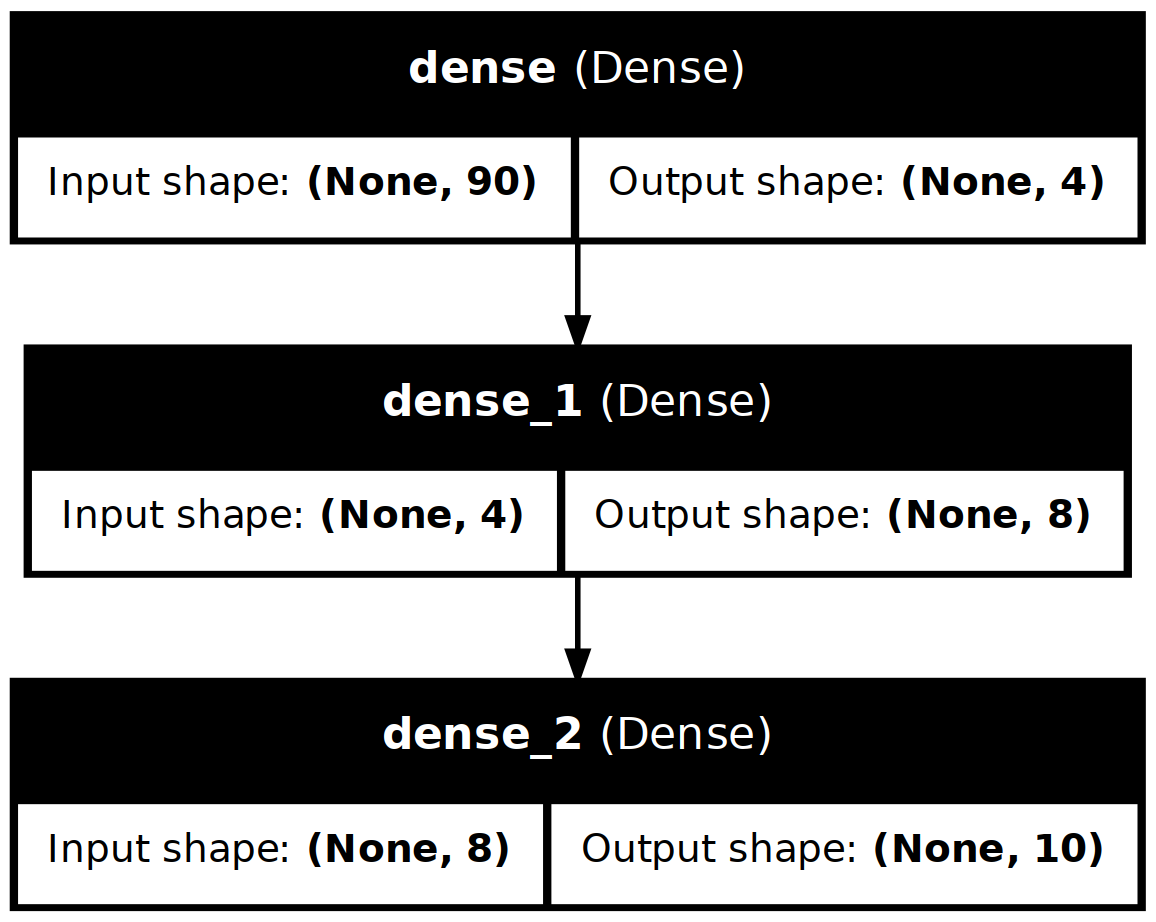 dense (Dense)
Input shape: (None, 90) Output shape: (None, 4)
dense_1 (Dense)
Input shape: (None, 4) Output shape: (None, 8)
dense_2 (Dense)
Input shape: (None, 8) Output shape: (None, 10)